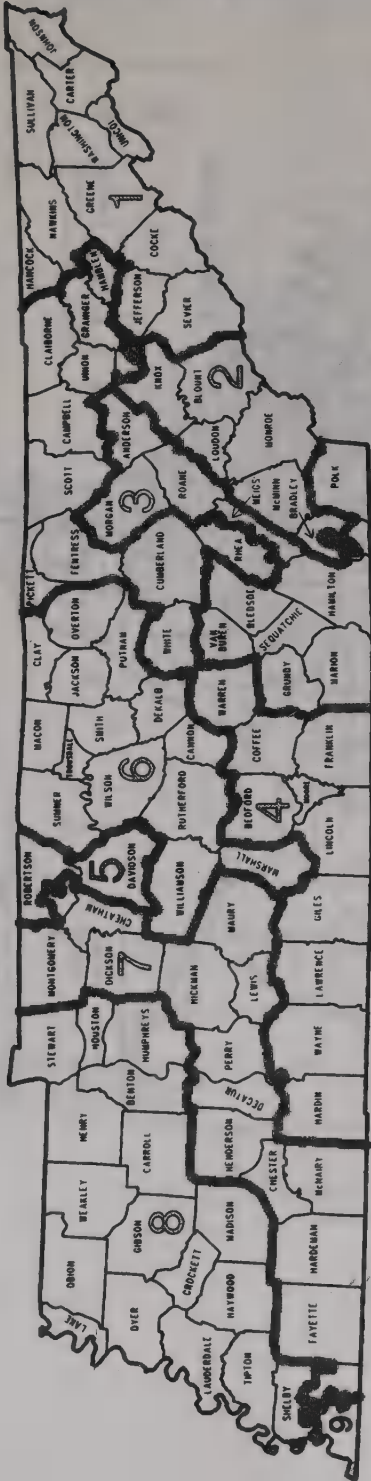 LAKE
OBION
WEAKLEY
HENRY
STEWART
MONTGOMERY
ROBERTSON
SUMNER
MACON
CLAY
PICKETT
SCOTT
CAMPBELL
CLAIBORNE
HANCOCK
HAWKINS
SULLIVAN
JOHNSON
DYER
GIBSON
8
CARROLL
BENTON
HOUSTON
HUMPHREYS
DICKSON
7
CHEATHAM
5
DAVIDSON
WILSON
6
TROUSDALE
SMITH
JACKSON
OVERTON
PUTNAM
FENTRESS
MORGAN
3
ANDERSON
UNION
GRAINGER
HAMBLEN
GREENE
1
WASHINGTON
UNICOI
CARTER
LAUDERDALE
CROCKETT
HAYWOOD
MADISON
HENDERSON
DECATUR
PERRY
HICKMAN
LEWIS
MAURY
WILLIAMSON
RUTHERFORD
CANNON
DEKALB
WHITE
CUMBERLAND
ROANE
LOUDON
KNOX
BLOUNT
2
JEFFERSON
SEVIER
COCKE
TIPTON
SHELBY
9
FAYETTE
HARDEMAN
CHESTER
McNAIRY
HARDIN
WAYNE
LAWRENCE
GILES
MARSHALL
BEDFORD
4
MOORE
LINCOLN
COFFEE
FRANKLIN
WARREN
VAN BUREN
GRUNDY
MARION
SEQUATCHIE
BLEDSOE
RHEA
HAMILTON
MEIGS
McMINN
BRADLEY
MONROE
POLK